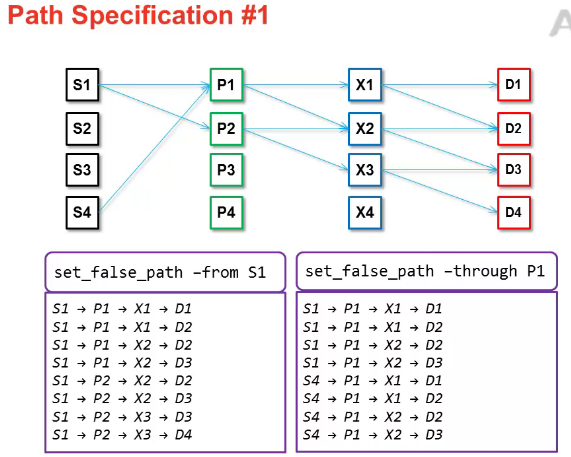 Path Specification #1
A
S1 P1 X1 D1
S2 P2 X2 D2
S3 P3 X3 D3
S4 P4 X4 D4
set_false_path –from S1
S1 → P1 → X1 → D1
S1 → P1 → X1 → D2
S1 → P1 → X2 → D2
S1 → P1 → X2 → D3
S1 → P2 → X2 → D2
S1 → P2 → X2 → D3
S1 → P2 → X3 → D3
S1 → P2 → X3 → D4
set_false_path –through P1
S1 → P1 → X1 → D1
S1 → P1 → X1 → D2
S1 → P1 → X2 → D2
S1 → P1 → X2 → D3
S4 → P1 → X1 → D1
S4 → P1 → X1 → D2
S4 → P1 → X2 → D2
S4 → P1 → X2 → D3